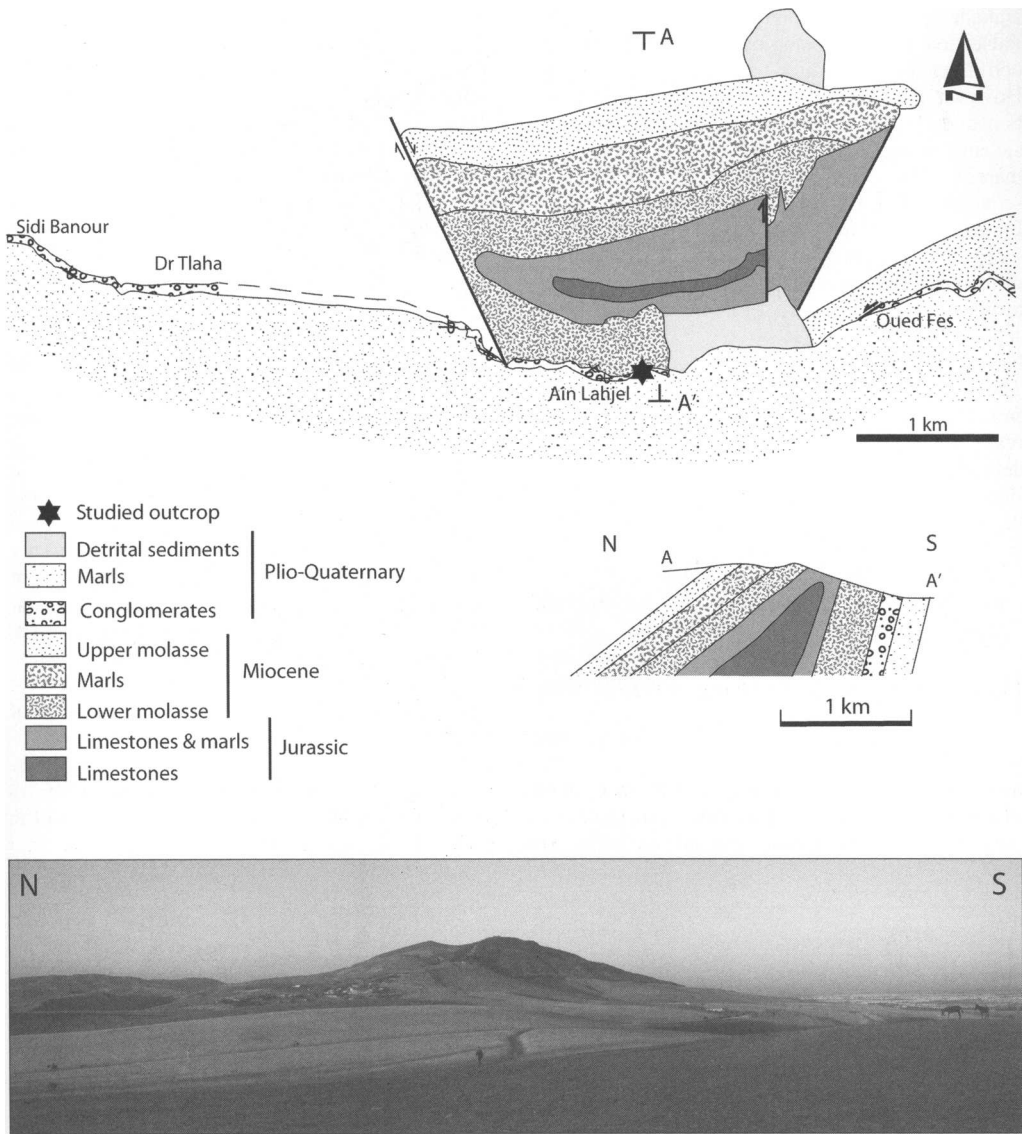 A
N
Sidi Banour
Dr Tlaha
Oued Fes
Aîn Lahjel
A'
1 km
Studied outcrop
Detrital sediments
Marls
Plio-Quaternary
Conglomerates
Upper molasse
Marls
Miocene
Lower molasse
Limestones & marls
Jurassic
Limestones
N
S
A
A'
1 km
N
S